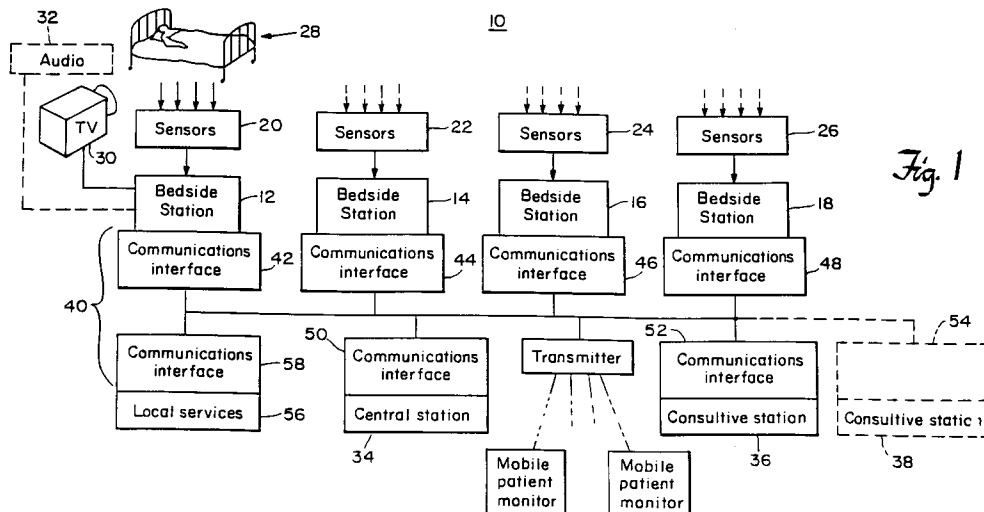 32
Audio
10
28
TV
30
Sensors
20
Sensors
22
Sensors
24
Sensors
26
Fig. 1
Bedside
Station
12
Bedside
Station
14
Bedside
Station
16
Bedside
Station
18
Communications
interface
42
Communications
interface
44
Communications
interface
46
Communications
interface
48
40
Communications
interface
58
Local services
56
50
Communications
interface
Central station
34
Transmitter
Mobile
patient
monitor
Mobile
patient
monitor
52
Communications
interface
Consultive station
36
54
Consultive static
38